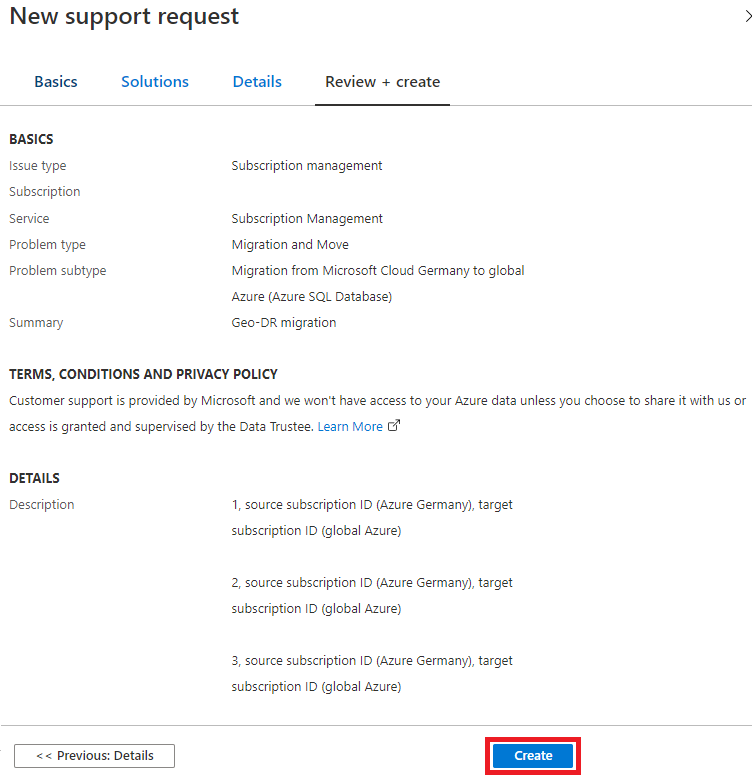 New support request
Basics Solutions Details Review + create
BASICS
Issue type Subscription management
Subscription
Service Subscription Management
Problem type Migration and Move
Problem subtype Migration from Microsoft Cloud Germany to global
Azure (Azure SQL Database)
Summary Geo-DR migration
TERMS, CONDITIONS AND PRIVACY POLICY
Customer support is provided by Microsoft and we won't have access to your Azure data unless you choose to share it with us or
access is granted and supervised by the Data Trustee. Learn More
DETAILS
Description 1, source subscription ID (Azure Germany), target
subscription ID (global Azure)
2, source subscription ID (Azure Germany), target
subscription ID (global Azure)
3, source subscription ID (Azure Germany), target
subscription ID (global Azure)
<< Previous: Details Create